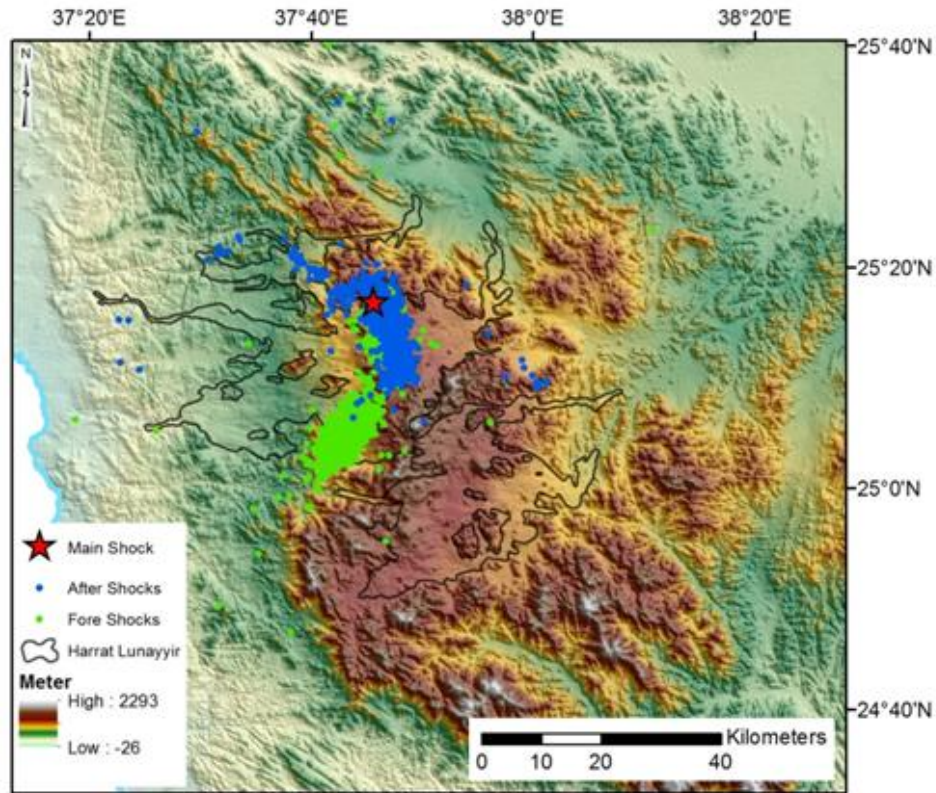 37°20'E 37°40'E 38°0'E 38°20'E
N
25°40'N
25°20'N
25°0'N
24°40'N
Main Shock
After Shocks
Fore Shocks
Harrat Lunayyir
Meter
High : 2293
Low : -26
Kilometers
0 10 20 40